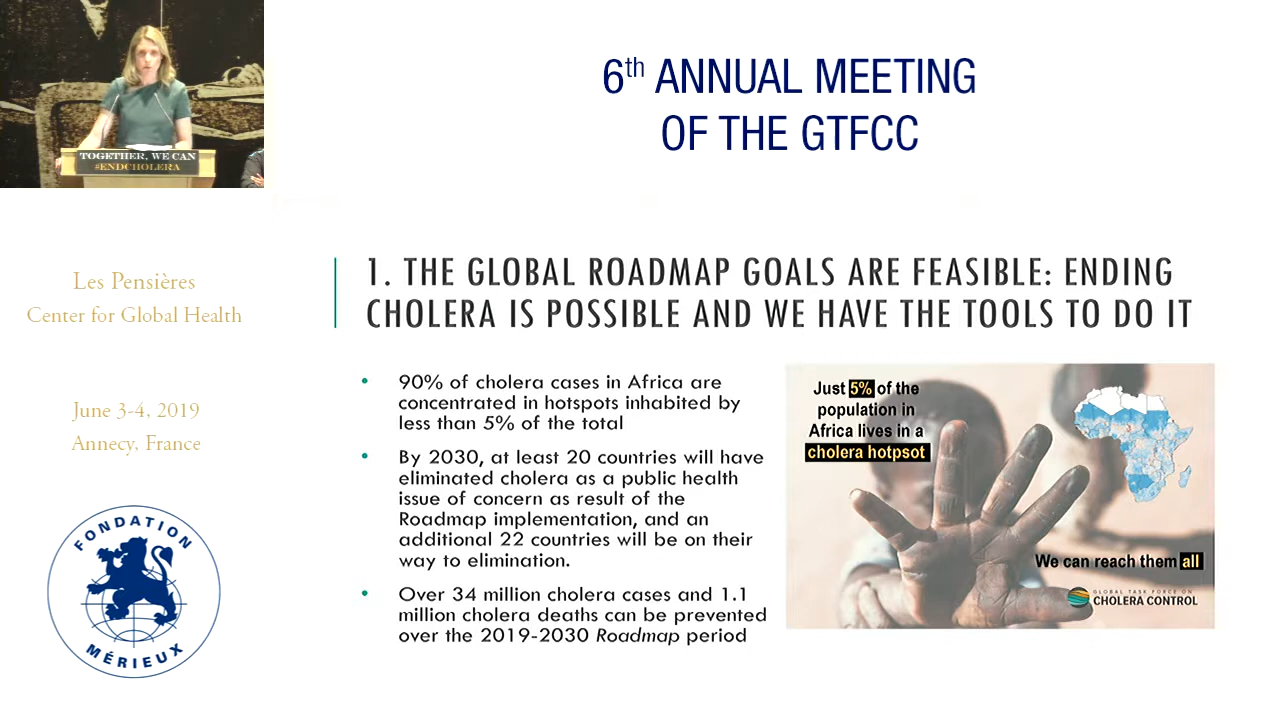 TOGETHER, WE CAN
#ENDCHOLERA
6th ANNUAL MEETING
OF THE GTFCC
Les Pensières
Center for Global Health
June 3-4, 2019
Annecy, France
FONDATION
MÉRIEUX
1. THE GLOBAL ROADMAP GOALS ARE FEASIBLE: ENDING
CHOLERA IS POSSIBLE AND WE HAVE THE TOOLS TO DO IT
• 90% of cholera cases in Africa are
concentrated in hotspots inhabited by
less than 5% of the total
• By 2030, at least 20 countries will have
eliminated cholera as a public health
issue of concern as result of the
Roadmap implementation, and an
additional 22 countries will be on their
way to elimination.
• Over 34 million cholera cases and 1.1
million cholera deaths can be prevented
over the 2019-2030 Roadmap period
Just 5% of the
population in
Africa lives in a
cholera hotpsot
We can reach them all
GLOBAL TASK FORCE ON
CHOLERA CONTROL